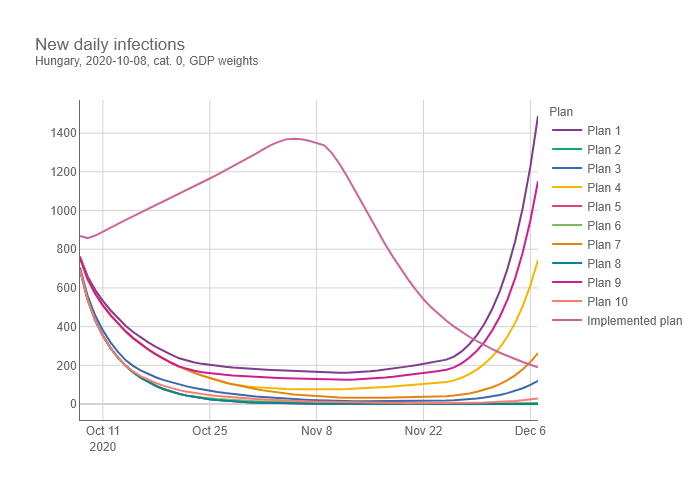 New daily infections
Hungary, 2020-10-08, cat. 0, GDP weights
Plan
1400
1200
1000
800
600
400
200
0
Oct 11
2020
Oct 25
Nov 8
Nov 22
Dec 6
Plan 1
Plan 2
Plan 3
Plan 4
Plan 5
Plan 6
Plan 7
Plan 8
Plan 9
Plan 10
Implemented plan